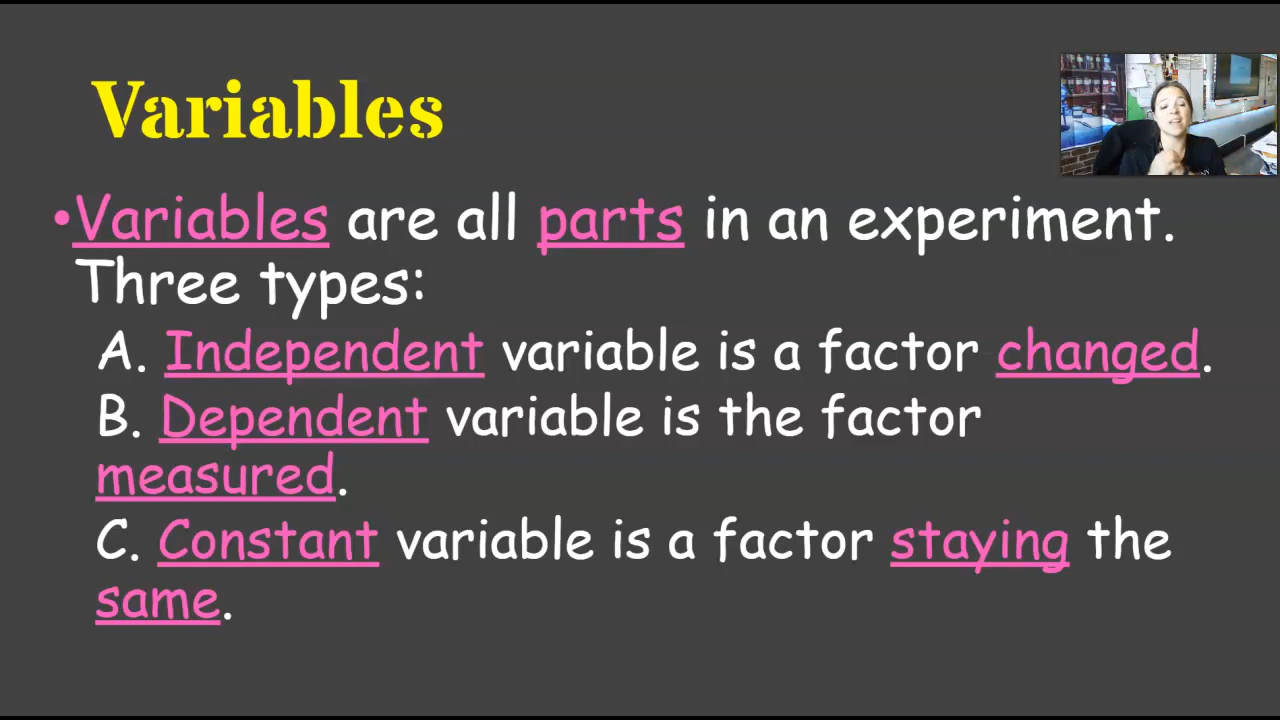 Variables
•Variables are all parts in an experiment.
Three types:
A. Independent variable is a factor changed.
B. Dependent variable is the factor
measured.
C. Constant variable is a factor staying the
same.